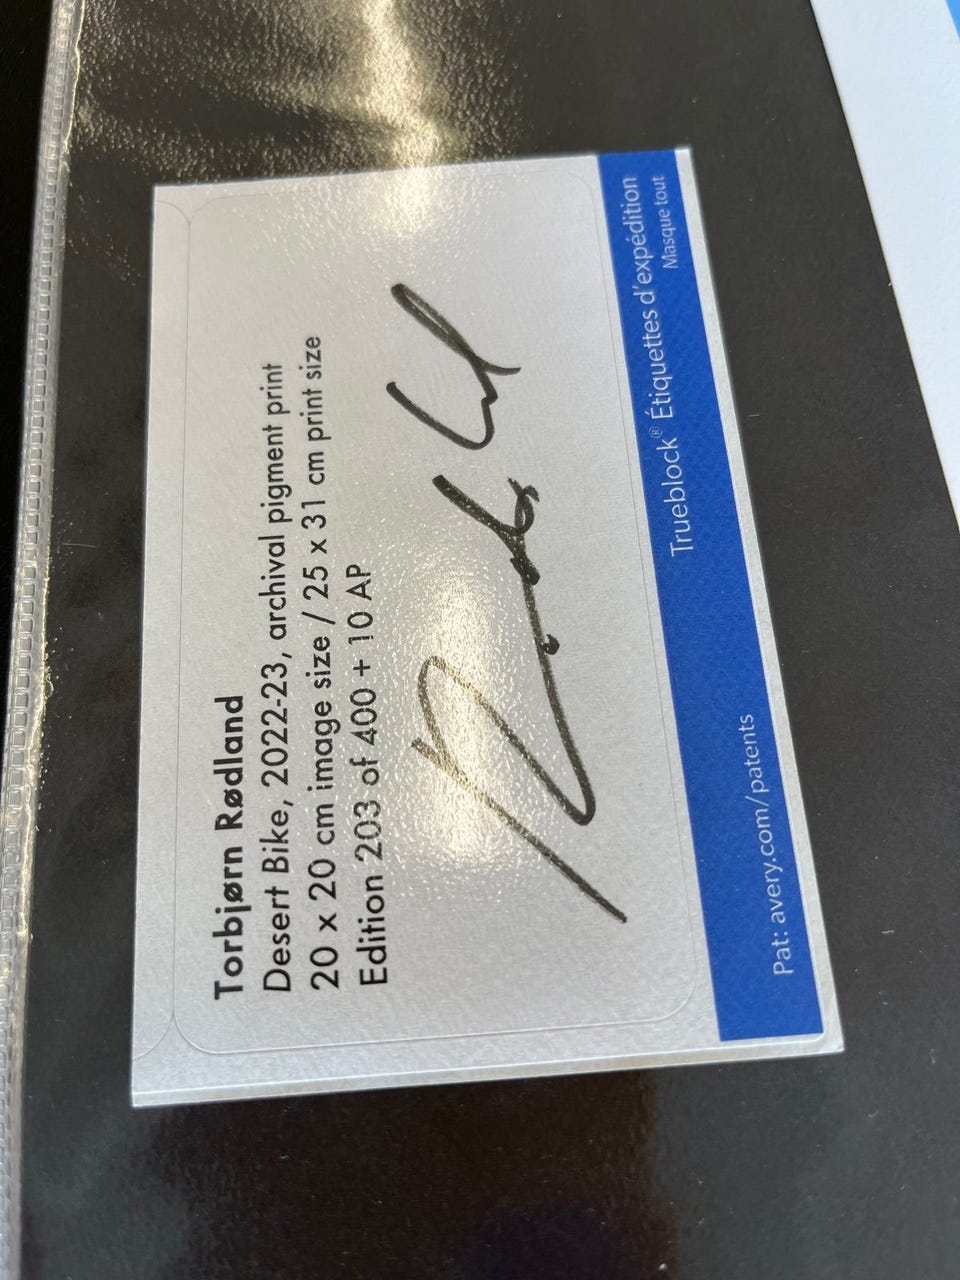 Torbjørn Rødland
Desert Bike, 2022-23, archival pigment print
20 x 20 cm image size / 25 x 31 cm print size
Edition 203 of 400 + 10 AP
Trueblock® Étiquettes d'expédition
Masque tout
Pat: avery.com/patents